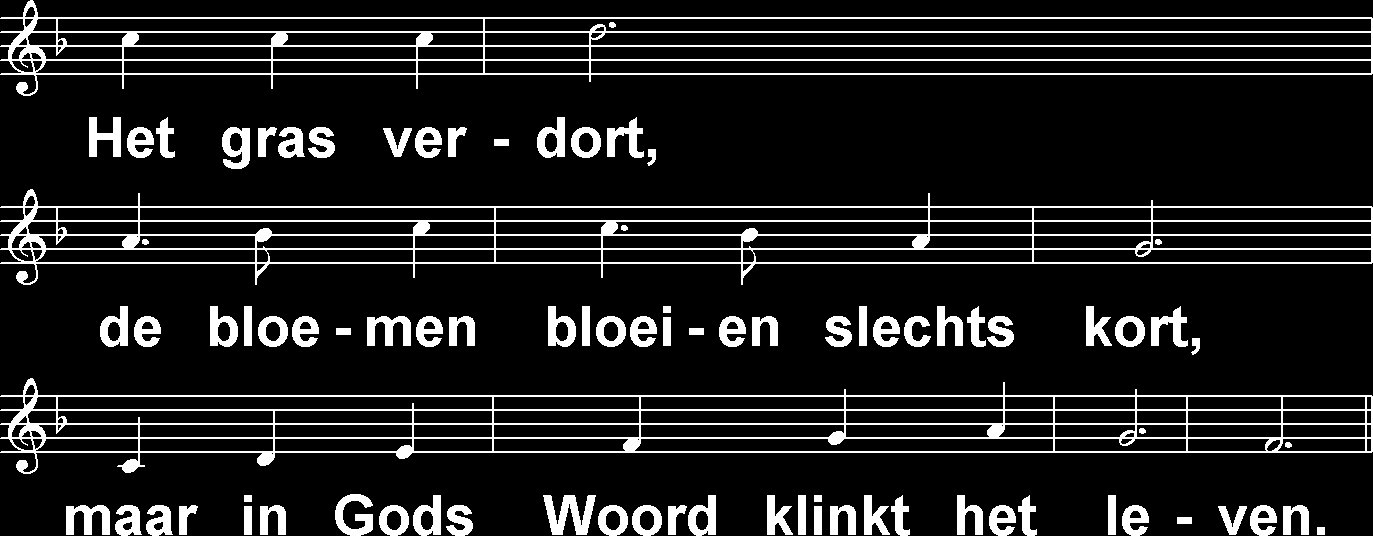 Het gras ver - dort,
de bloe - men bloei - en slechts kort,
maar in Gods Woord klinkt het le - ven.